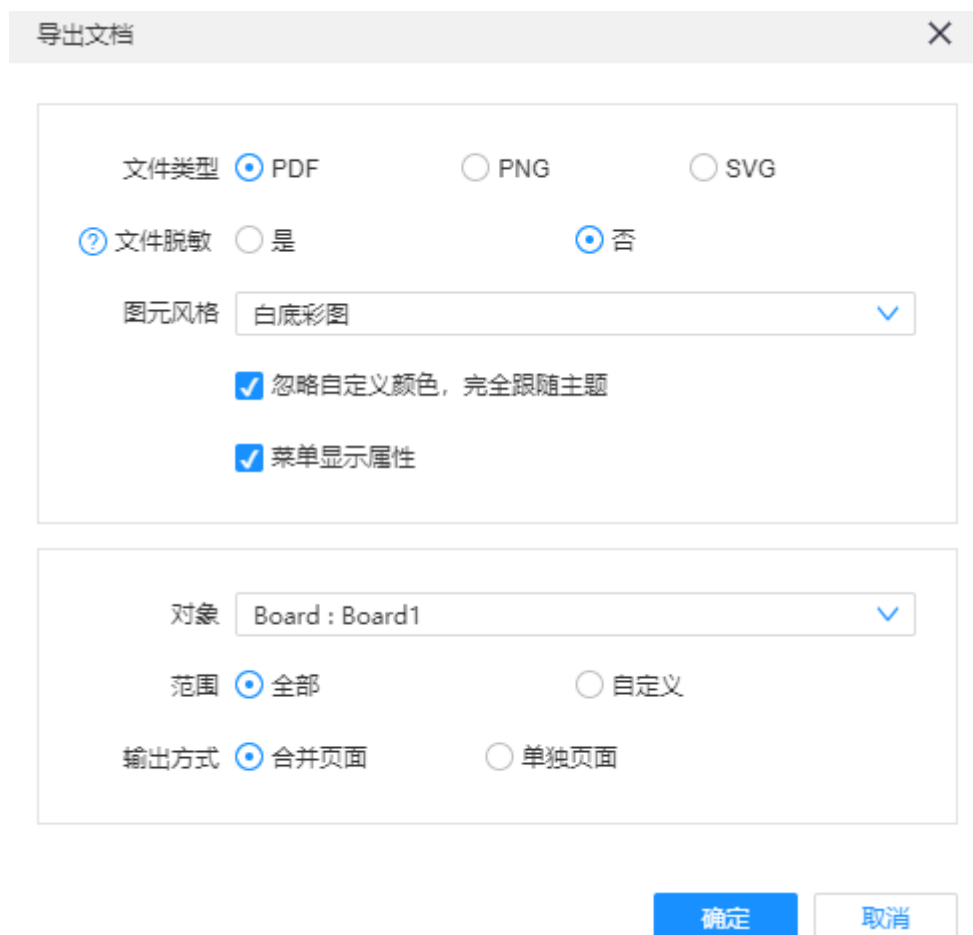 导出文档
文件类型 PDF PNG SVG
文件脱敏 是 否
图元风格 白底彩图
忽略自定义颜色，完全跟随主题
菜单显示属性
对象 Board : Board1
范围 全部 自定义
输出方式 合并页面 单独页面
确定 取消